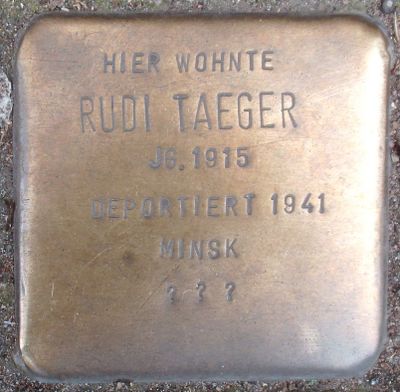 HIER WOHNTE
RUDI TAEGER
JG. 1915
DEPORTIERT 1941
MINSK
? ? ?